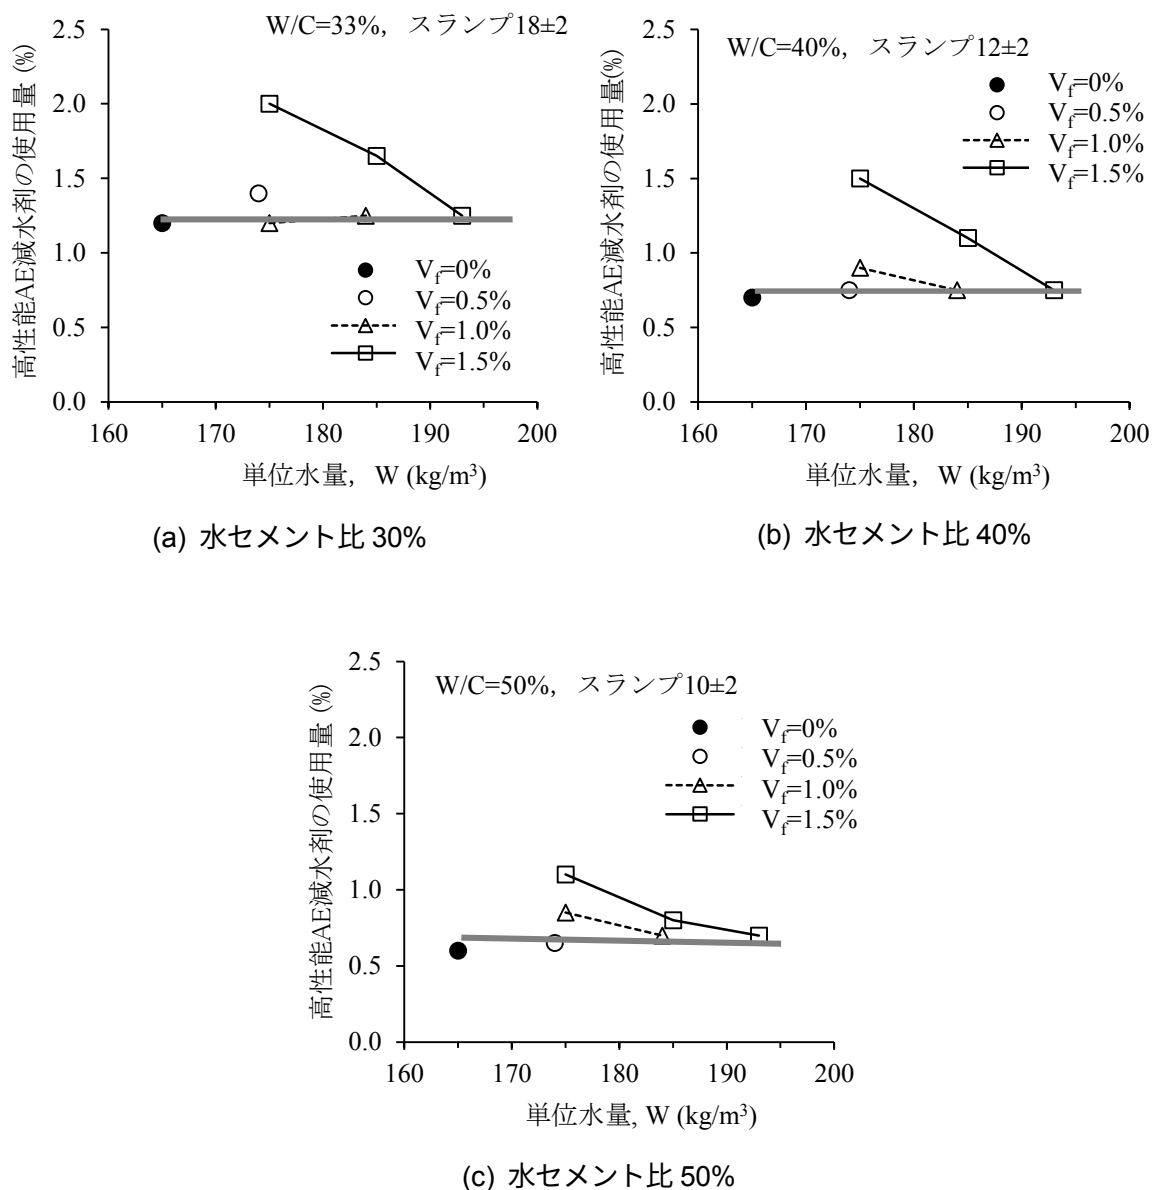 W/C=33%, スランプ18±2
高性能AE減水剤の使用量 (%)
2.5
2.0
1.5
1.0
0.5
0.0
V_f=0%
V_f=0.5%
V_f=1.0%
V_f=1.5%
160 170 180 190 200
単位水量, W (kg/m³)
(a) 水セメント比 30%
W/C=40%, スランプ12±2
高性能AE減水剤の使用量(%)
2.5
2.0
1.5
1.0
0.5
0.0
V_f=0%
V_f=0.5%
V_f=1.0%
V_f=1.5%
160 170 180 190 200
単位水量, W (kg/m³)
(b) 水セメント比 40%
W/C=50%, スランプ10±2
高性能AE減水剤の使用量 (%)
2.5
2.0
1.5
1.0
0.5
0.0
V_f=0%
V_f=0.5%
V_f=1.0%
V_f=1.5%
160 170 180 190 200
単位水量, W (kg/m³)
(c) 水セメント比 50%